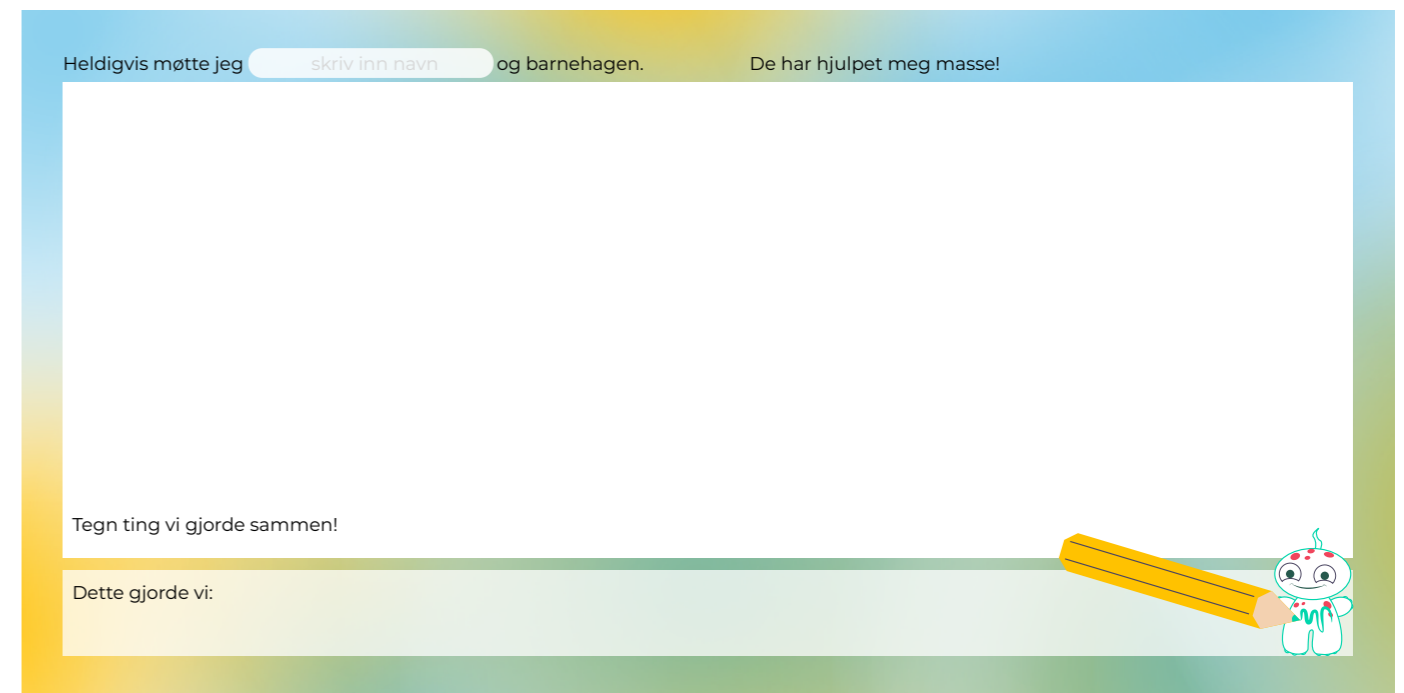 Heldigvis møtte jeg skriv inn navn og barnehagen. De har hjulpet meg masse!
Tegn ting vi gjorde sammen!
Dette gjorde vi: